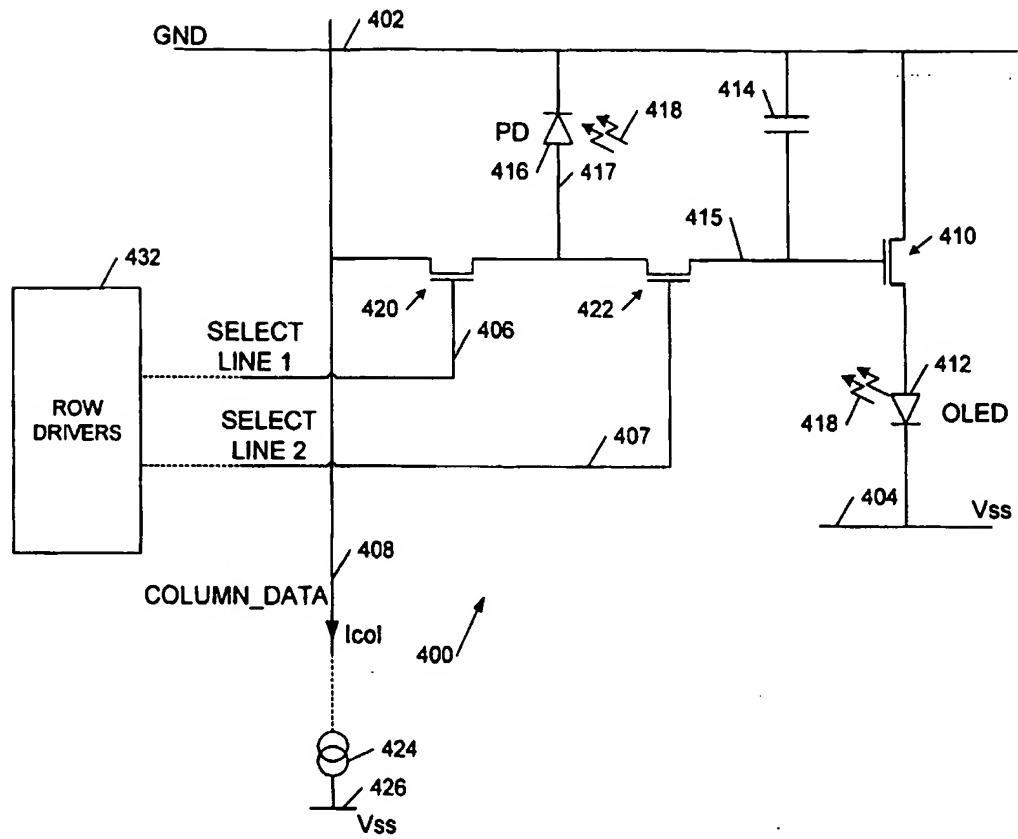 GND
402
414
PD
418
416
417
415
410
432
420
422
SELECT
LINE 1
406
412
ROW
DRIVERS
418
OLED
SELECT
LINE 2
407
404
Vss
408
COLUMN_DATA
Icol
400
424
426
Vss